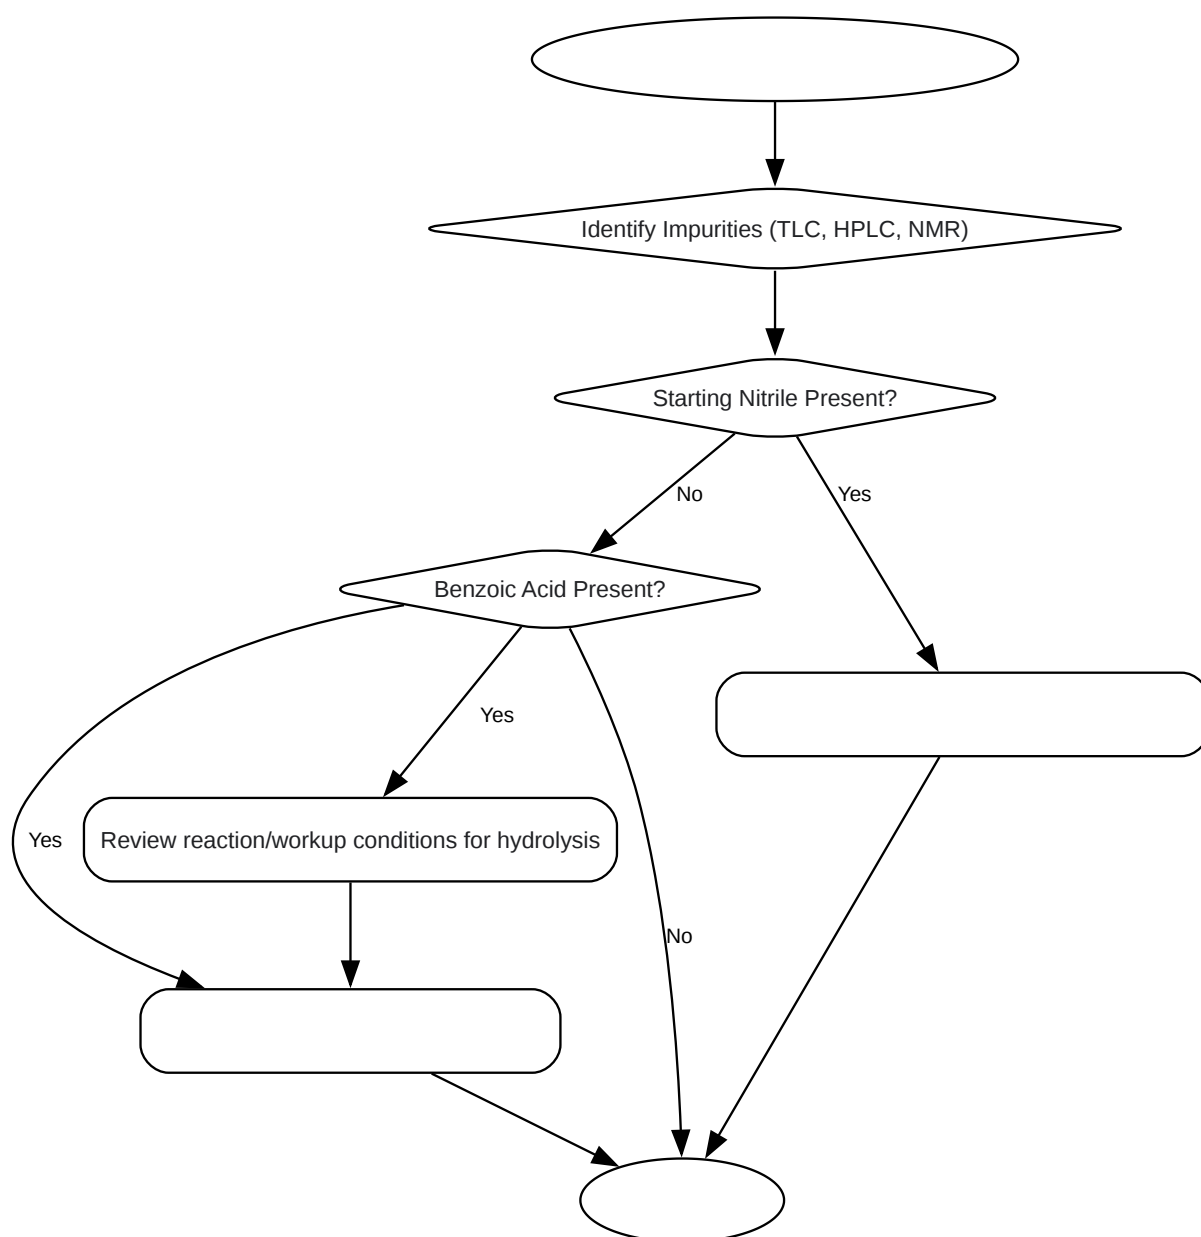 Identify Impurities (TLC, HPLC, NMR)
Starting Nitrile Present?
No
Yes
Benzoic Acid Present?
Yes
Yes
Review reaction/workup conditions for hydrolysis
No